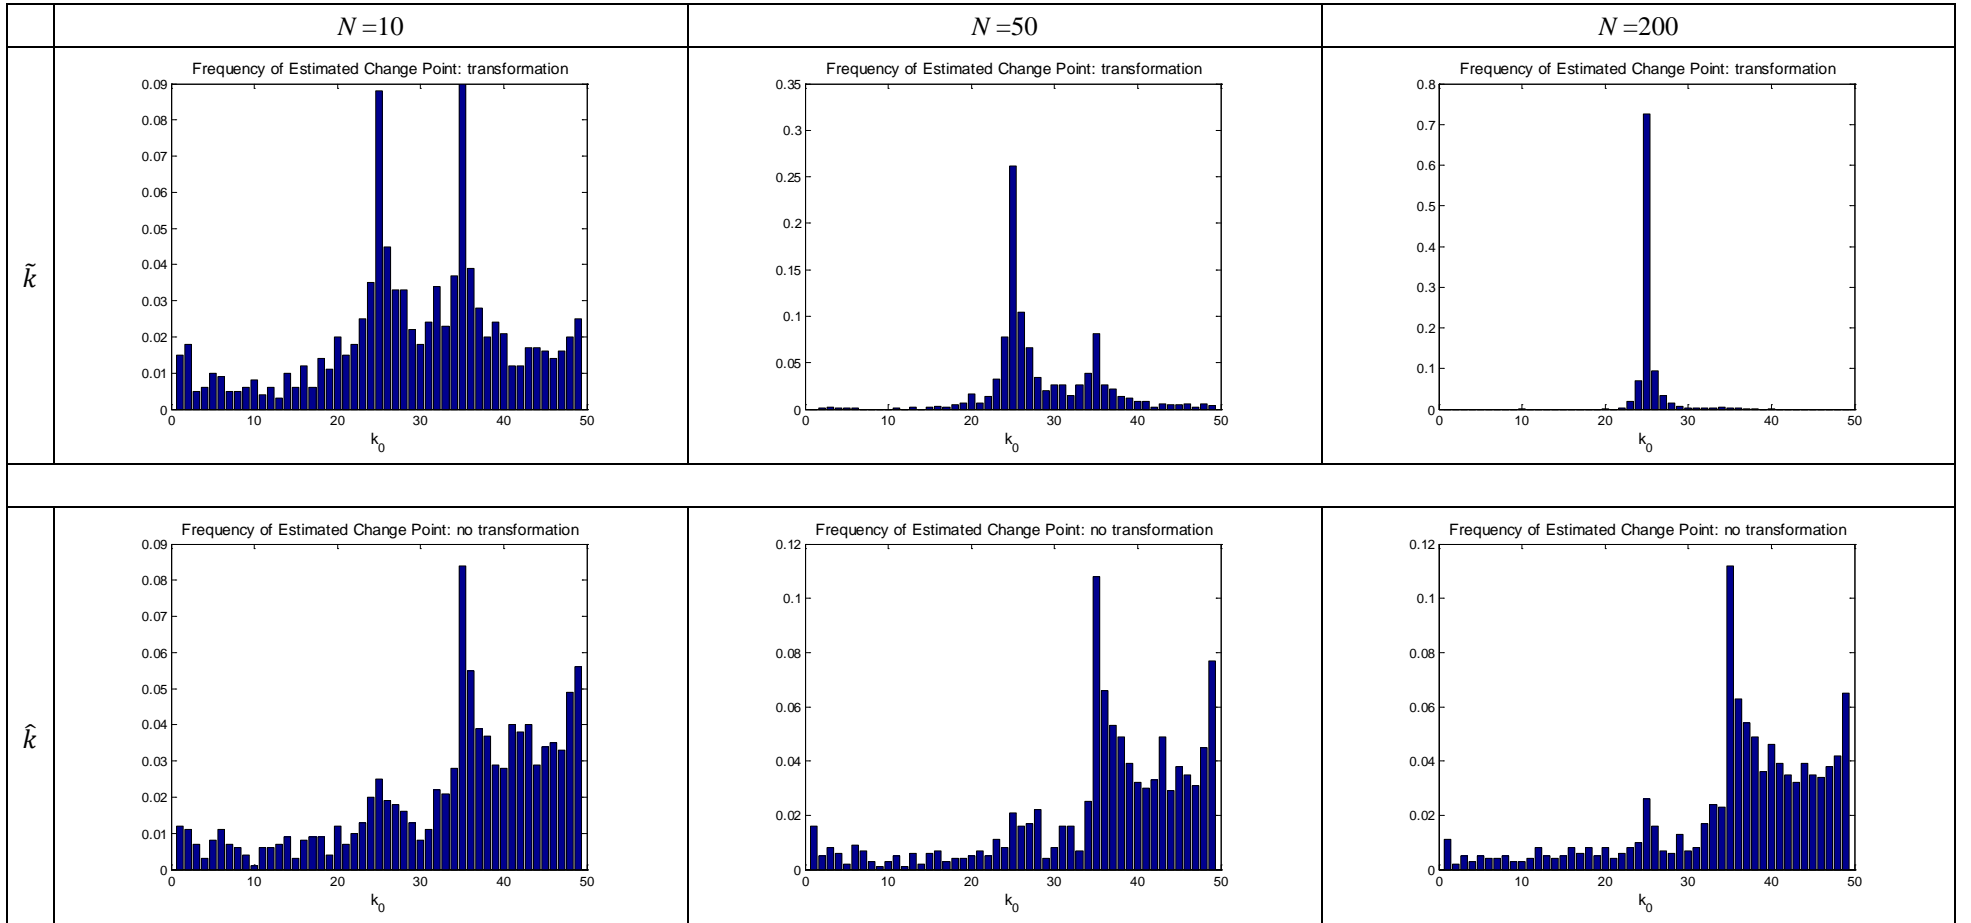 N =10 N =50 N =200
k̃
Frequency of Estimated Change Point: transformation
0.09
0.08
0.07
0.06
0.05
0.04
0.03
0.02
0.01
0
0 10 20 30 40 50
k0
Frequency of Estimated Change Point: transformation
0.35
0.3
0.25
0.2
0.15
0.1
0.05
0
0 10 20 30 40 50
k0
Frequency of Estimated Change Point: transformation
0.8
0.7
0.6
0.5
0.4
0.3
0.2
0.1
0
0 10 20 30 40 50
k0
k̂
Frequency of Estimated Change Point: no transformation
0.09
0.08
0.07
0.06
0.05
0.04
0.03
0.02
0.01
0
0 10 20 30 40 50
k0
Frequency of Estimated Change Point: no transformation
0.12
0.1
0.08
0.06
0.04
0.02
0
0 10 20 30 40 50
k0
Frequency of Estimated Change Point: no transformation
0.12
0.1
0.08
0.06
0.04
0.02
0
0 10 20 30 40 50
k0